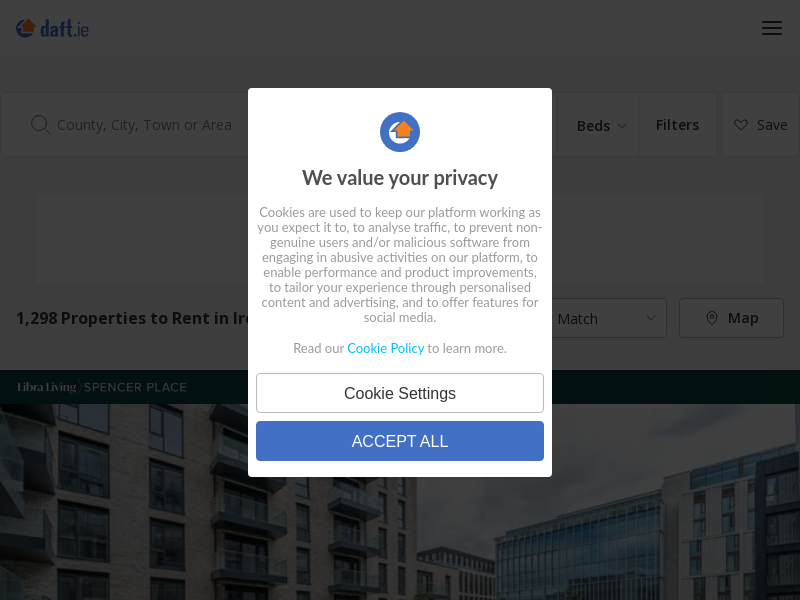 daft.ie
County, City, Town or Area
Beds
Filters
Save
We value your privacy
Cookies are used to keep our platform working as
you expect it to, to analyse traffic, to prevent non-
genuine users and/or malicious software from
engaging in abusive activities on our platform, to
enable performance and product improvements,
to tailor your experience through personalised
content and advertising, and to offer features for
social media.
Read our Cookie Policy to learn more.
1,298 Properties to Rent in
Match
Map
Cookie Settings
Libra Living SPENCER PLACE
ACCEPT ALL